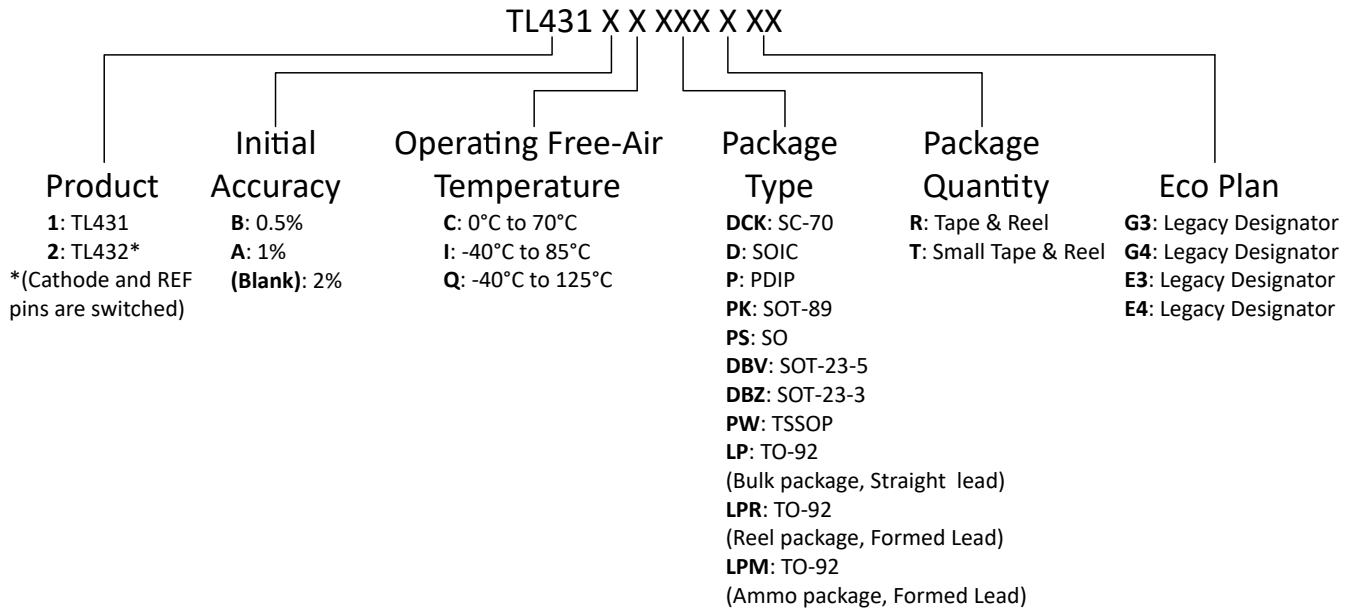 TL431 X X XXX X XX
Product
1: TL431
2: TL432*
*(Cathode and REF
pins are switched)
Initial
Accuracy
B: 0.5%
A: 1%
(Blank): 2%
Operating Free-Air
Temperature
C: 0°C to 70°C
I: -40°C to 85°C
Q: -40°C to 125°C
Package
Type
DCK: SC-70
D: SOIC
P: PDIP
PK: SOT-89
PS: SO
DBV: SOT-23-5
DBZ: SOT-23-3
PW: TSSOP
LP: TO-92
(Bulk package, Straight lead)
LPR: TO-92
(Reel package, Formed Lead)
LPM: TO-92
(Ammo package, Formed Lead)
Package
Quantity
R: Tape & Reel
T: Small Tape & Reel
Eco Plan
G3: Legacy Designator
G4: Legacy Designator
E3: Legacy Designator
E4: Legacy Designator